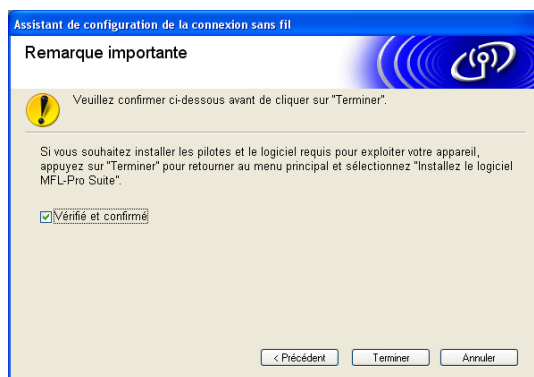 Assistant de configuration de la connexion sans fil
Remarque importante
Veuillez confirmer ci-dessous avant de cliquer sur "Terminer".
Si vous souhaitez installer les pilotes et le logiciel requis pour exploiter votre appareil,
appuyez sur "Terminer" pour retourner au menu principal et sélectionnez "Installez le logiciel
MFL-Pro Suite".
Vérifié et confirmé
< Précédent
Terminer
Annuler